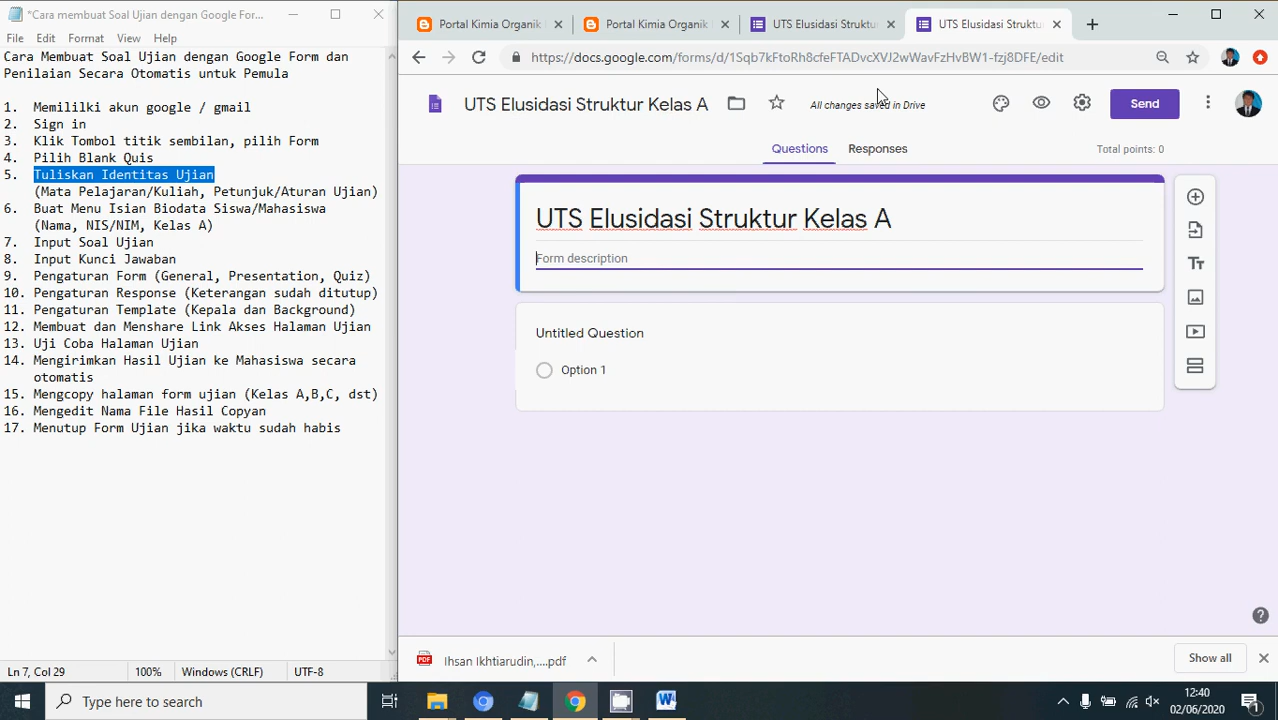 *Cara membuat Soal Ujian dengan Google For...
File Edit Format View Help
Cara Membuat Soal Ujian dengan Google Form dan
Penilaian Secara Otomatis untuk Pemula
1. Memililki akun google / gmail
2. Sign in
3. Klik Tombol titik sembilan, pilih Form
4. Pilih Blank Quis
5. Tuliskan Identitas Ujian
(Mata Pelajaran/Kuliah, Petunjuk/Aturan Ujian)
6. Buat Menu Isian Biodata Siswa/Mahasiswa
(Nama, NIS/NIM, Kelas A)
7. Input Soal Ujian
8. Input Kunci Jawaban
9. Pengaturan Form (General, Presentation, Quiz)
10. Pengaturan Response (Keterangan sudah ditutup)
11. Pengaturan Template (Kepala dan Background)
12. Membuat dan Menshare Link Akses Halaman Ujian
13. Uji Coba Halaman Ujian
14. Mengirimkan Hasil Ujian ke Mahasiswa secara
otomatis
15. Mengcopy halaman form ujian (Kelas A,B,C, dst)
16. Mengedit Nama File Hasil Copyan
17. Menutup Form Ujian jika waktu sudah habis
Ln 7, Col 29 100% Windows (CRLF) UTF-8
Portal Kimia Organik Portal Kimia Organik UTS Elusidasi Struktu UTS Elusidasi Struktu
https://docs.google.com/forms/d/1Sqb7kFtoRh8cfeFTADvcXVJ2wWavFzHvBW1-fzj8DFE/edit
UTS Elusidasi Struktur Kelas A All changes saved in Drive Send
Questions Responses Total points: 0
UTS Elusidasi Struktur Kelas A
Form description
Untitled Question
Option 1
PDF Ihsan Ikhtiarudin,....pdf Show all
Type here to search
12:40
02/06/2020
1